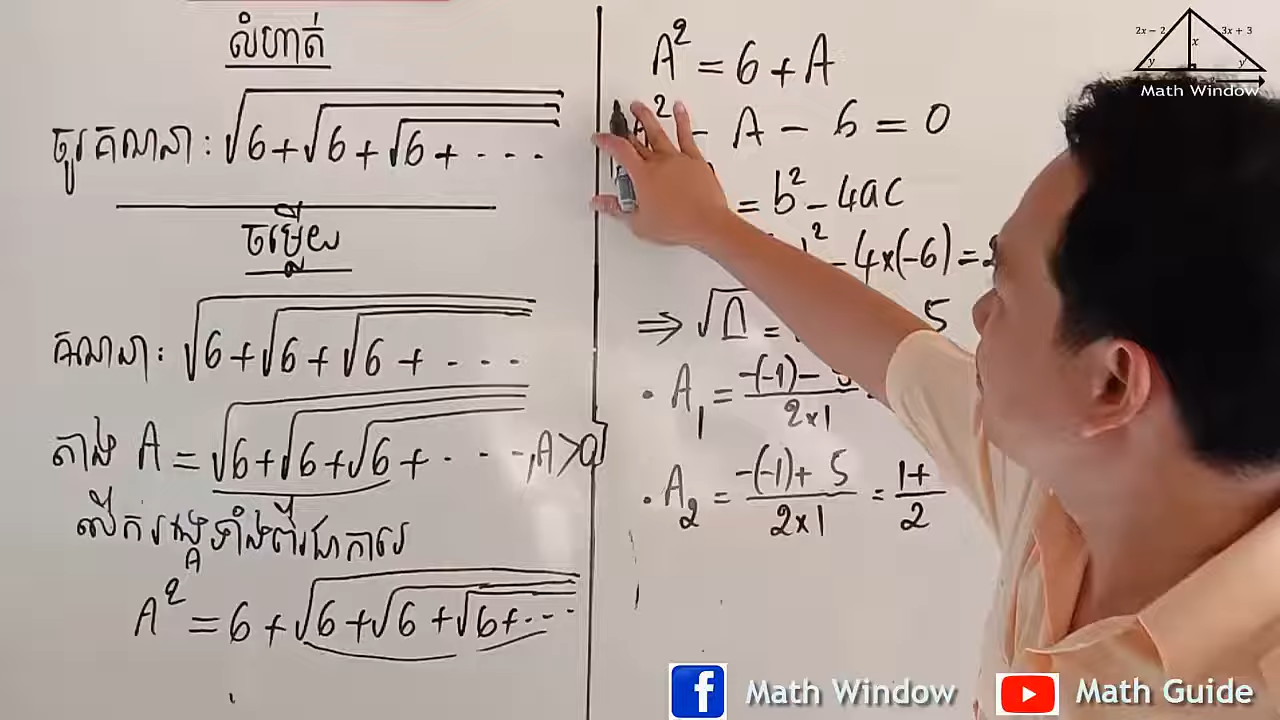 លំហាត់
ចូរគណនា: √6+√6+√6+...
ចម្លើយ
គណនា: √6+√6+√6+...
តាង A = √6+√6+√6+..., A>0
លើកអង្គទាំងពីរជាការេ
A² = 6+√6+√6+√6+...
A² = 6+A
A² - A - 6 = 0
= b² - 4ac
² - 4×(-6) =
⇒ √Δ = 5
· A₁ = -(-1)- / 2×1 =
· A₂ = -(-1)+ 5 / 2×1 = 1+ / 2
2x − 2
3x + 3
x
y
y
Math Window
Math Window
Math Guide